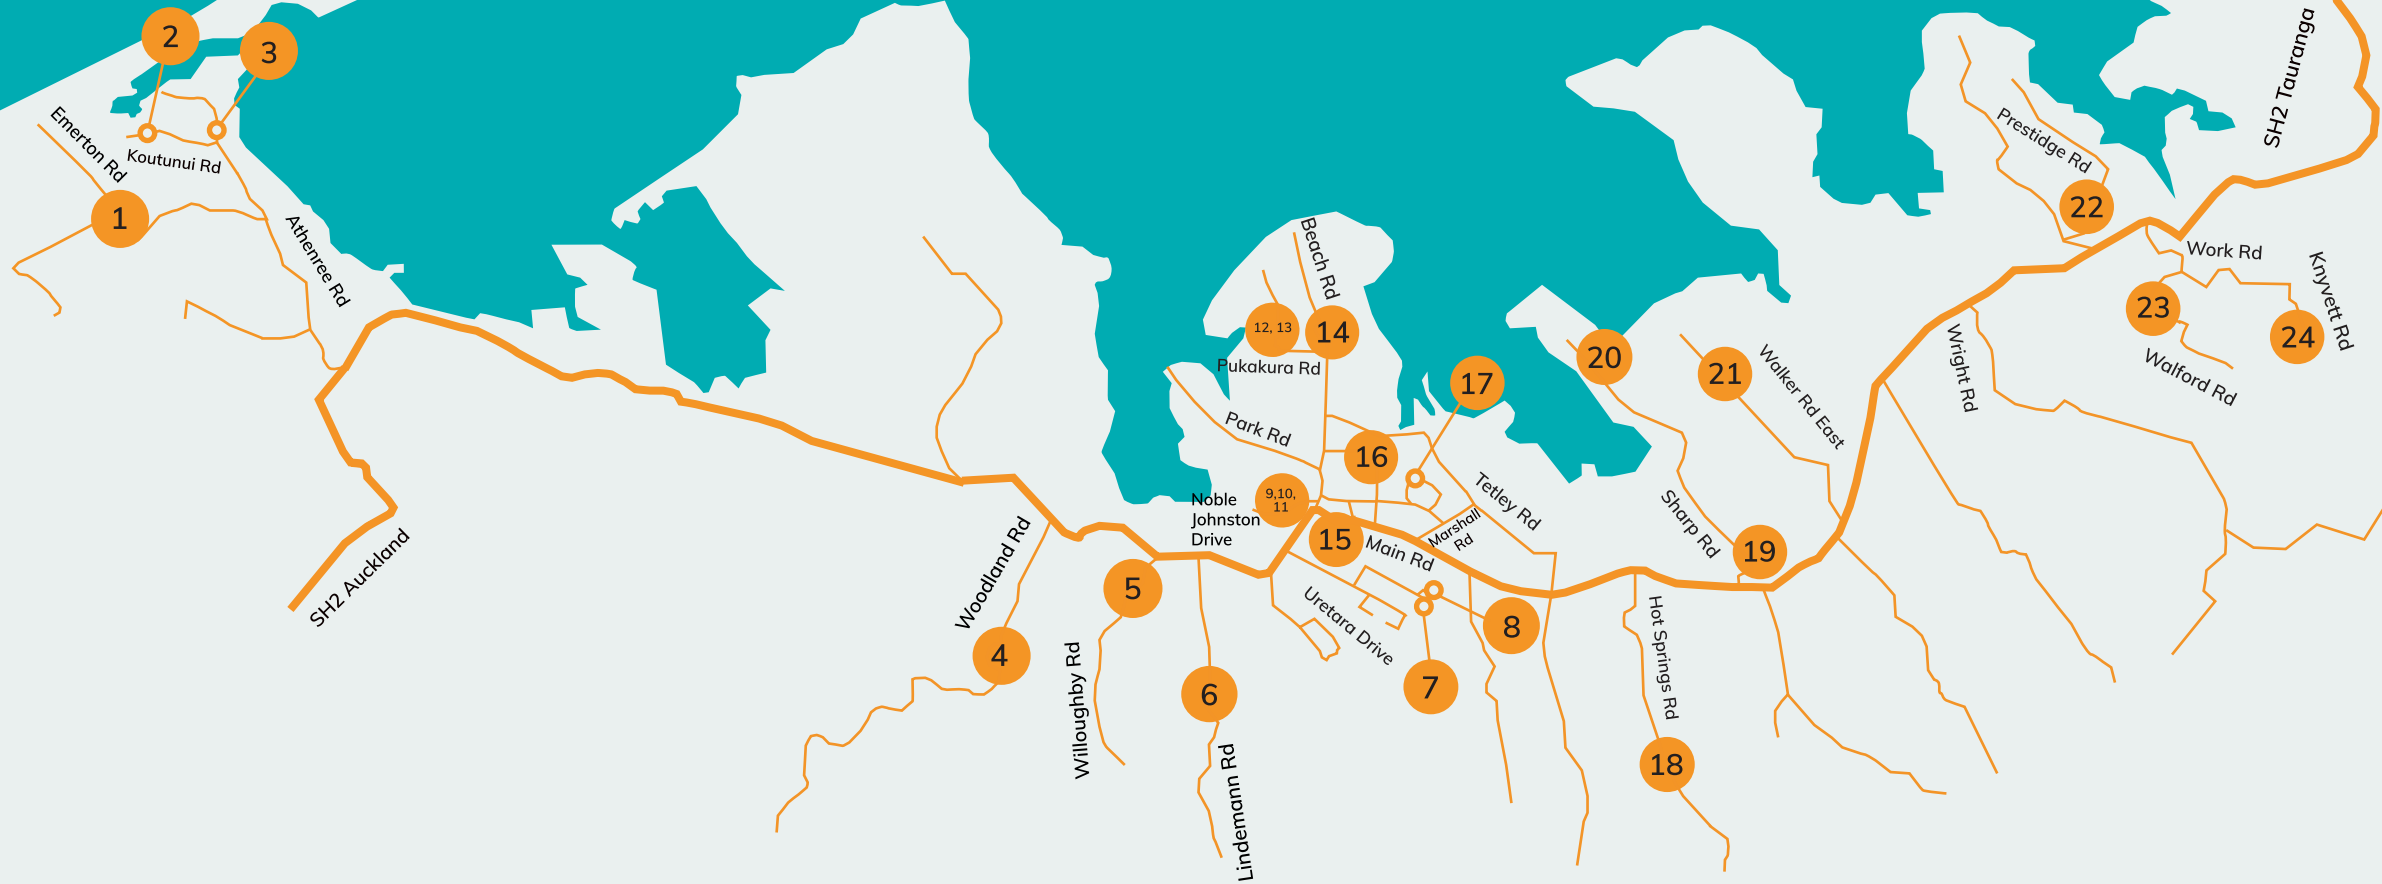 2
3
Emerton Rd
Koutunui Rd
1
Athenree Rd
SH2 Auckland
Woodland Rd
4
5
Willoughby Rd
6
Lindemann Rd
Noble
Johnston
Drive
9,10,
11
Park Rd
Pukakura Rd
12, 13
14
Beach Rd
16
17
15
Main Rd
Marshall
Rd
Tetley Rd
Uretara Drive
7
8
Hot Springs Rd
18
19
Sharp Rd
20
21
Walker Rd East
Wright Rd
Prestidge Rd
22
SH2 Tauranga
Work Rd
23
Walford Rd
24
Knyvett Rd